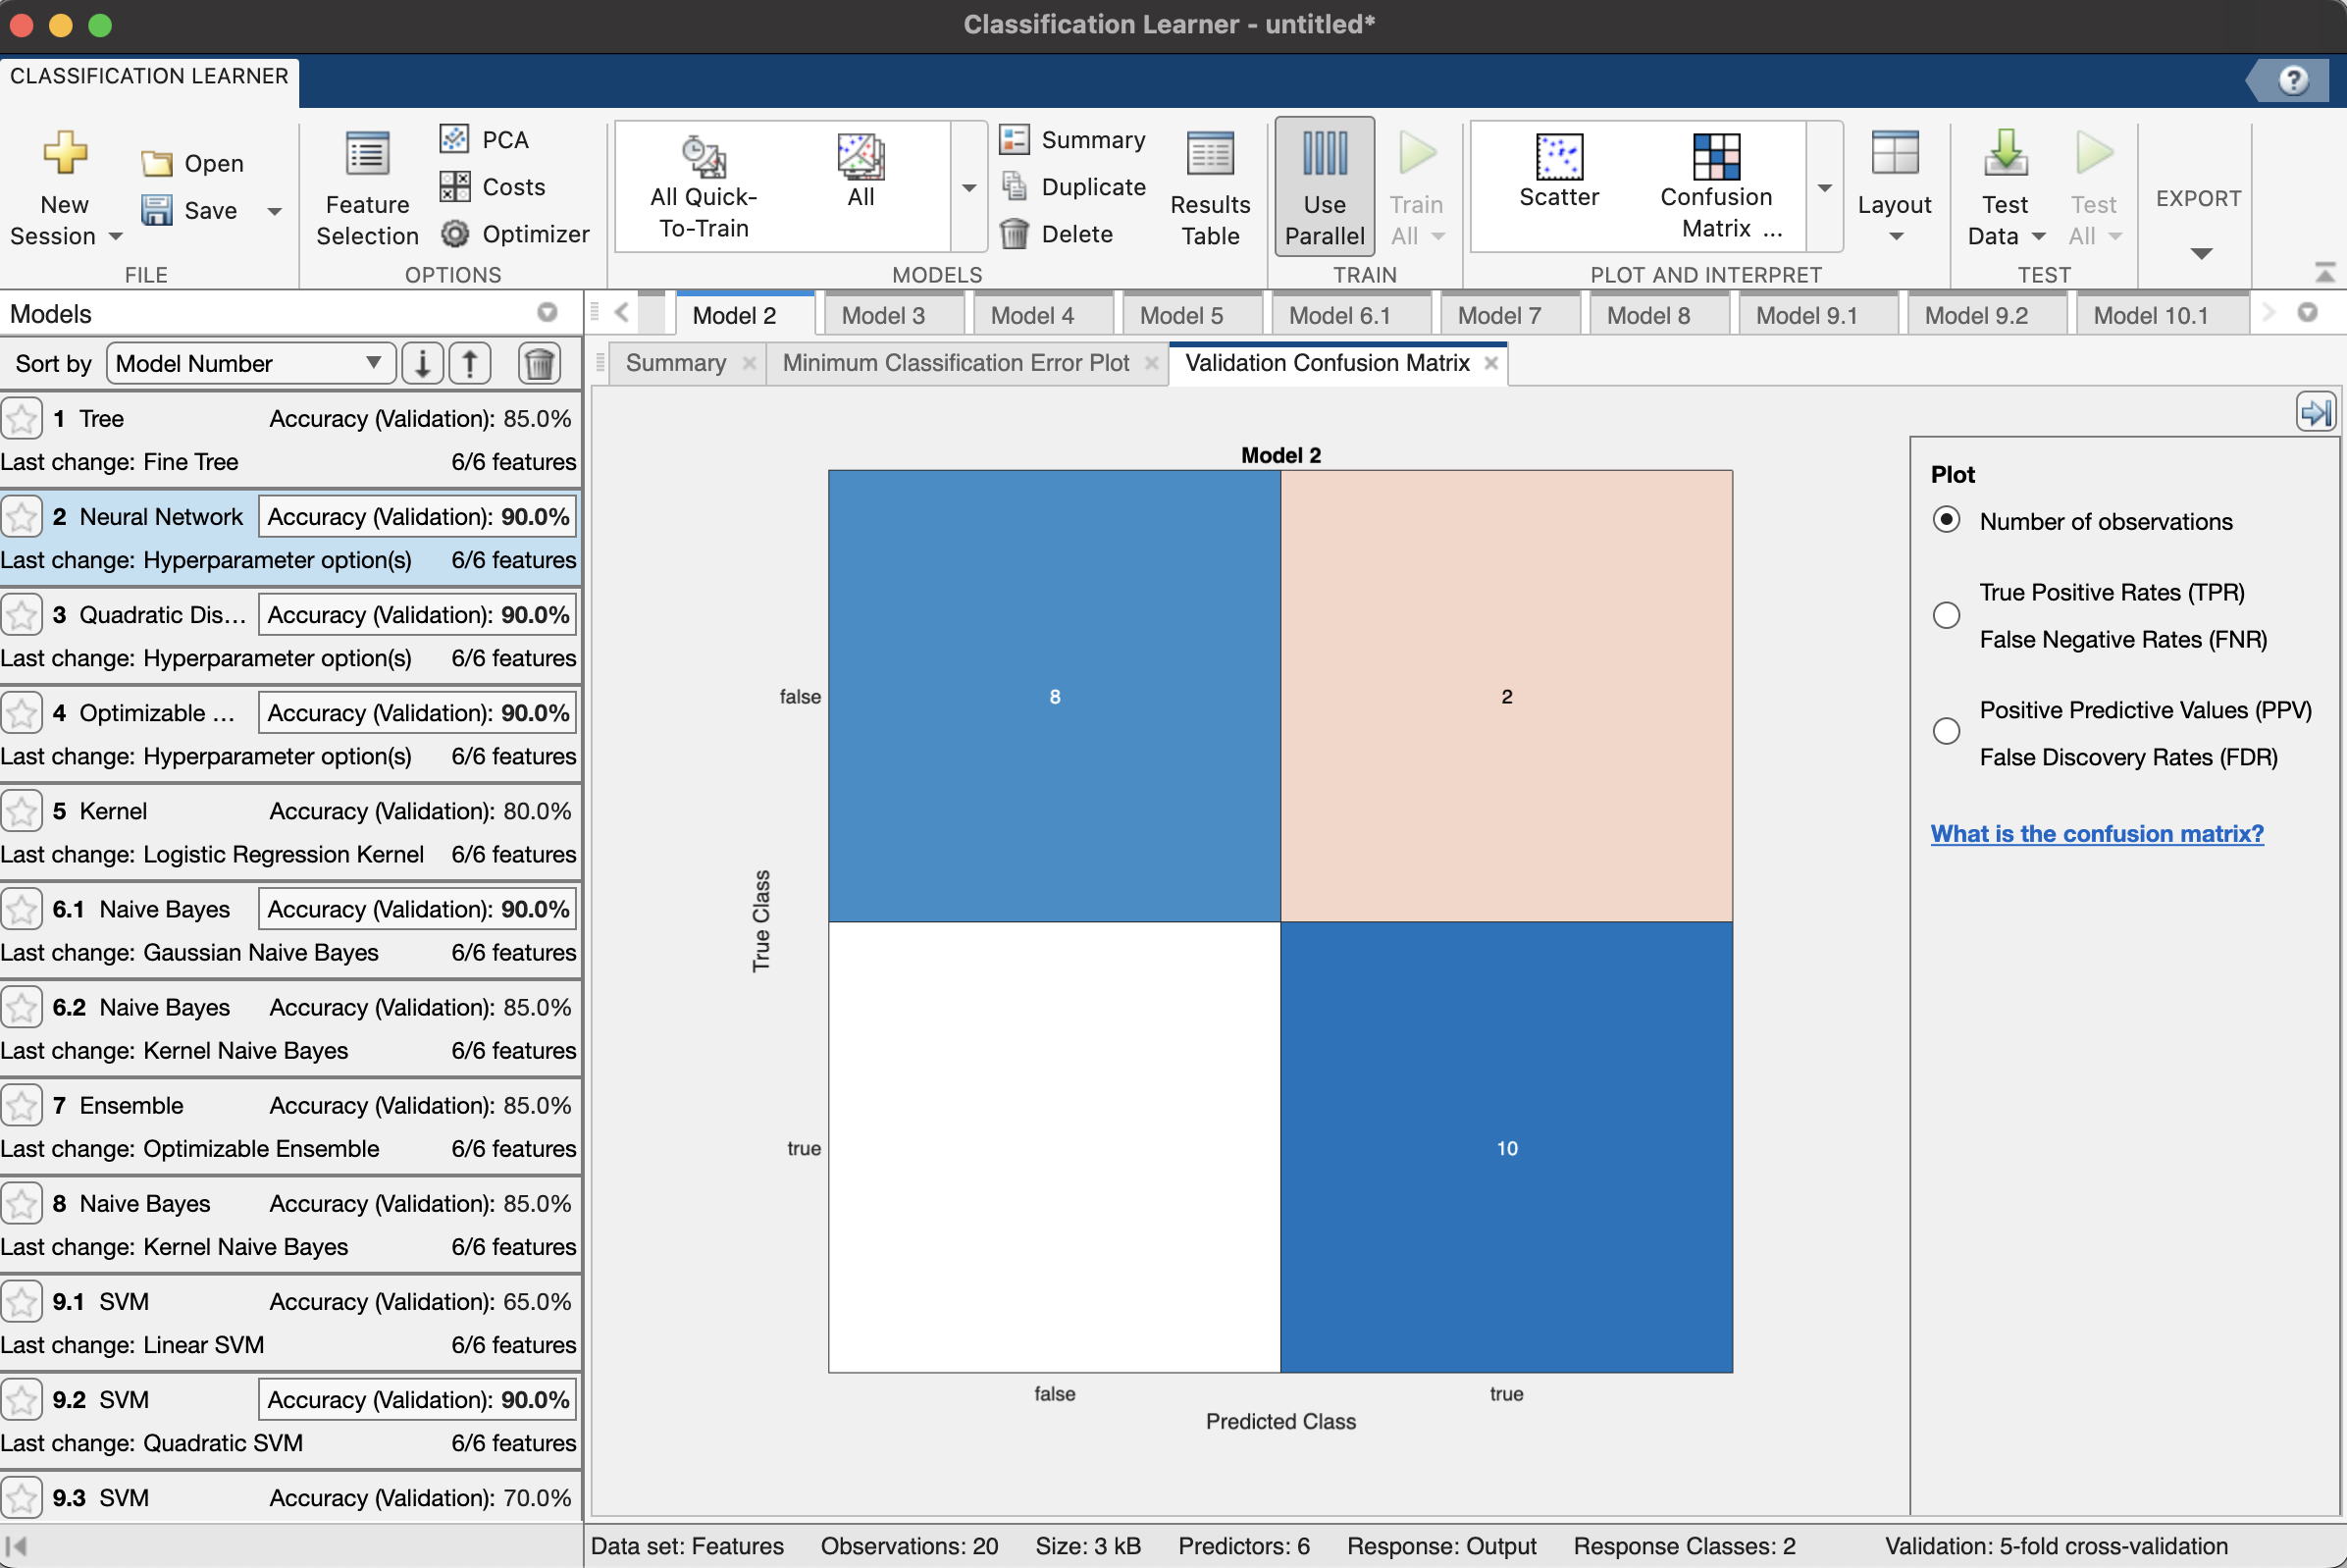 Classification Learner - untitled*
CLASSIFICATION LEARNER
?
New Session
Open
Save
FILE
Feature Selection
PCA
Costs
Optimizer
OPTIONS
All Quick-To-Train
All
Summary
Duplicate
Delete
Results Table
MODELS
Use Parallel
Train All
TRAIN
Scatter
Confusion Matrix ...
PLOT AND INTERPRET
Layout
Test Data
Test All
TEST
EXPORT
Models
Sort by Model Number
1 Tree Accuracy (Validation): 85.0%
Last change: Fine Tree 6/6 features
2 Neural Network Accuracy (Validation): 90.0%
Last change: Hyperparameter option(s) 6/6 features
3 Quadratic Dis... Accuracy (Validation): 90.0%
Last change: Hyperparameter option(s) 6/6 features
4 Optimizable ... Accuracy (Validation): 90.0%
Last change: Hyperparameter option(s) 6/6 features
5 Kernel Accuracy (Validation): 80.0%
Last change: Logistic Regression Kernel 6/6 features
6.1 Naive Bayes Accuracy (Validation): 90.0%
Last change: Gaussian Naive Bayes 6/6 features
6.2 Naive Bayes Accuracy (Validation): 85.0%
Last change: Kernel Naive Bayes 6/6 features
7 Ensemble Accuracy (Validation): 85.0%
Last change: Optimizable Ensemble 6/6 features
8 Naive Bayes Accuracy (Validation): 85.0%
Last change: Kernel Naive Bayes 6/6 features
9.1 SVM Accuracy (Validation): 65.0%
Last change: Linear SVM 6/6 features
9.2 SVM Accuracy (Validation): 90.0%
Last change: Quadratic SVM 6/6 features
9.3 SVM Accuracy (Validation): 70.0%
Model 2 Model 3 Model 4 Model 5 Model 6.1 Model 7 Model 8 Model 9.1 Model 9.2 Model 10.1
Summary Minimum Classification Error Plot Validation Confusion Matrix
Model 2
false 8 2
True Class
true 10
false true
Predicted Class
Plot
Number of observations
True Positive Rates (TPR)
False Negative Rates (FNR)
Positive Predictive Values (PPV)
False Discovery Rates (FDR)
What is the confusion matrix?
Data set: Features Observations: 20 Size: 3 kB Predictors: 6 Response: Output Response Classes: 2 Validation: 5-fold cross-validation